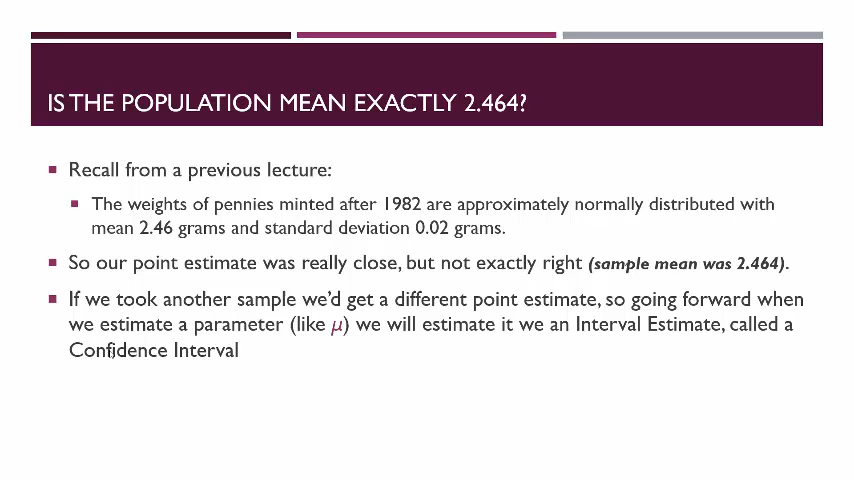 IS THE POPULATION MEAN EXACTLY 2.464?
Recall from a previous lecture:
The weights of pennies minted after 1982 are approximately normally distributed with
mean 2.46 grams and standard deviation 0.02 grams.
So our point estimate was really close, but not exactly right (sample mean was 2.464).
If we took another sample we'd get a different point estimate, so going forward when
we estimate a parameter (like μ) we will estimate it we an Interval Estimate, called a
Confidence Interval